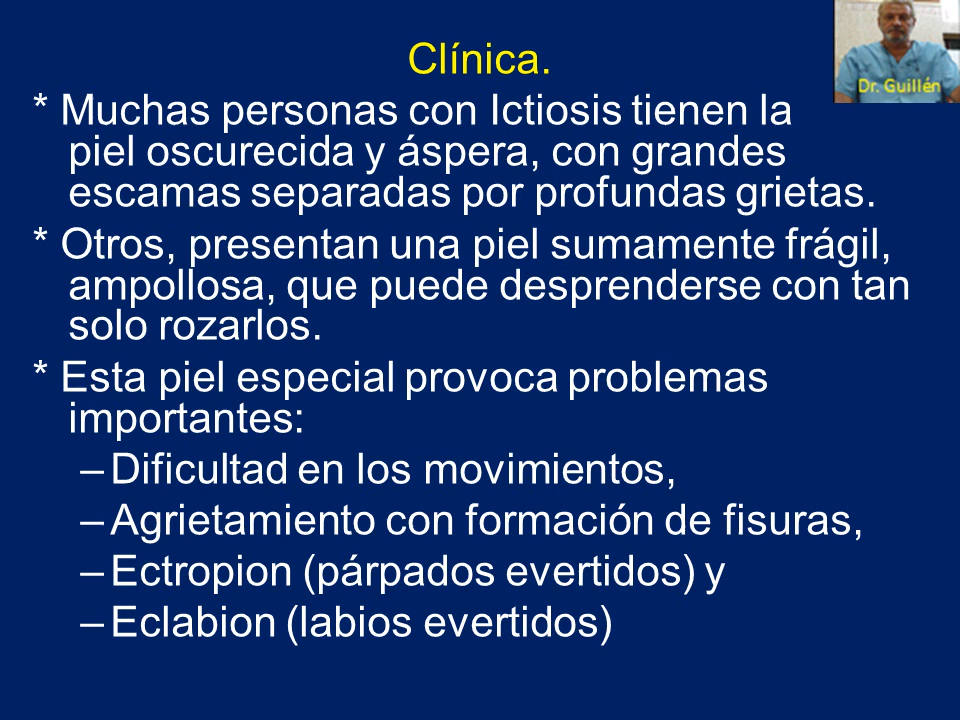 Clínica.
Dr. Guillén
* Muchas personas con Ictiosis tienen la
piel oscurecida y áspera, con grandes
escamas separadas por profundas grietas.
* Otros, presentan una piel sumamente frágil,
ampollosa, que puede desprenderse con tan
solo rozarlos.
* Esta piel especial provoca problemas
importantes:
– Dificultad en los movimientos,
– Agrietamiento con formación de fisuras,
– Ectropion (párpados evertidos) y
– Eclabion (labios evertidos)